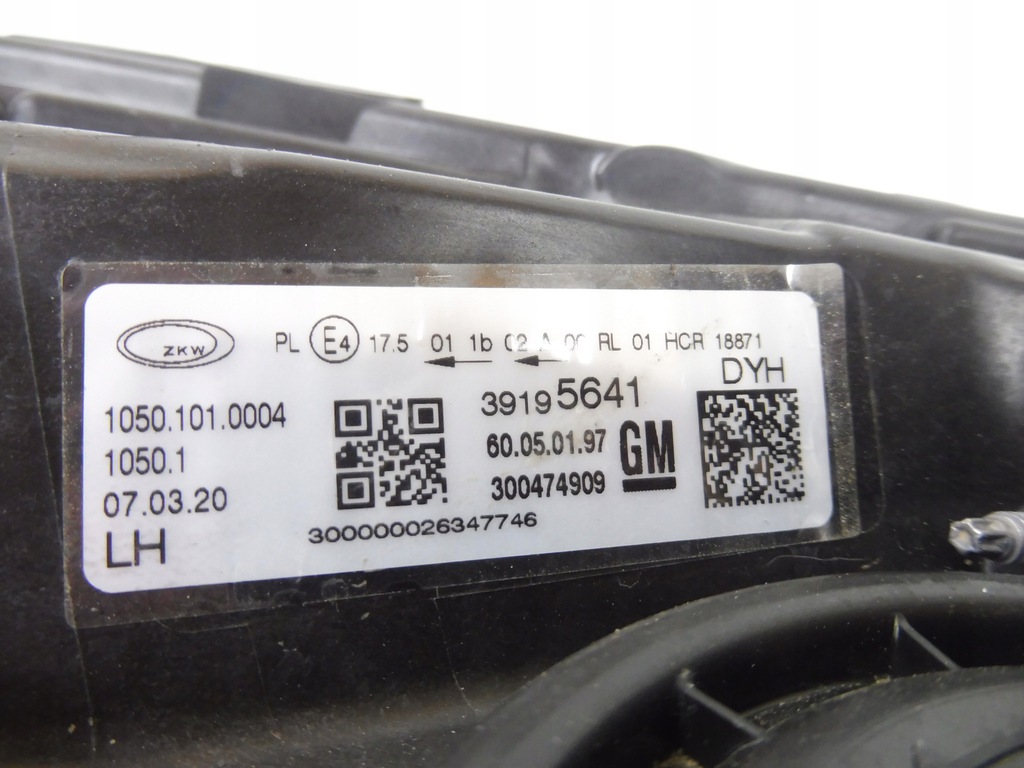 ZKW
PL E4 17.5 01 1b 02 A 00 RL 01 HCR 18871
DYH
1050.101.0004
1050.1
07.03.20
LH
39195641
60.05.01.97
GM
300474909
300000026347746